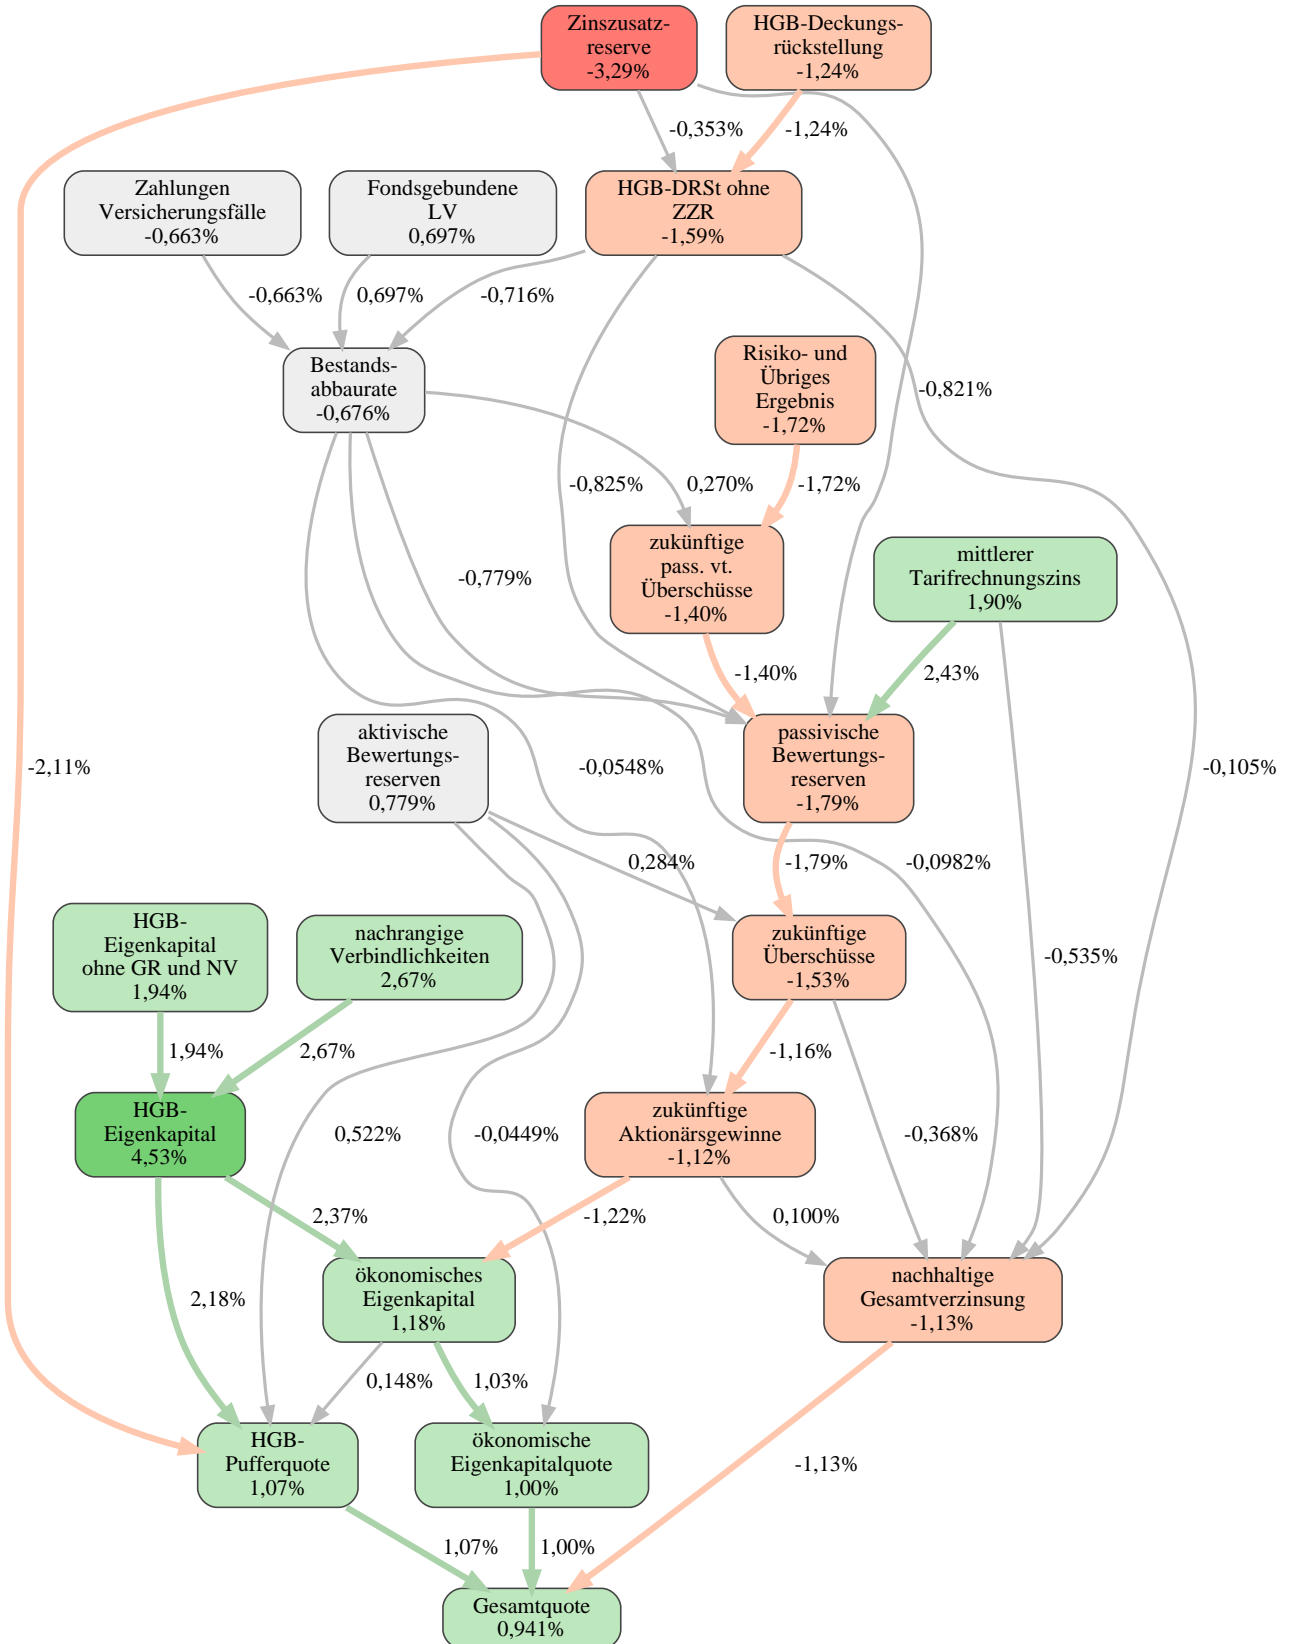 Zinszusatz-
reserve
-3,29%
HGB-Deckungs-
rückstellung
-1,24%
-0,353%
-1,24%
Zahlungen
Versicherungsfälle
-0,663%
Fondsgebundene
LV
0,697%
HGB-DRSt ohne
ZZR
-1,59%
-0,663%
0,697%
-0,716%
Bestands-
abbaurate
-0,676%
Risiko- und
Übriges
Ergebnis
-1,72%
-0,821%
-0,825%
0,270%
-1,72%
zukünftige
pass. vt.
Überschüsse
-1,40%
mittlerer
Tarifrechnungszins
1,90%
-0,779%
-1,40%
2,43%
aktivische
Bewertungs-
reserven
0,779%
passivische
Bewertungs-
reserven
-1,79%
-2,11%
-0,0548%
-0,105%
0,284%
-1,79%
-0,0982%
HGB-
Eigenkapital
ohne GR und NV
1,94%
nachrangige
Verbindlichkeiten
2,67%
zukünftige
Überschüsse
-1,53%
-0,535%
1,94%
2,67%
-1,16%
HGB-
Eigenkapital
4,53%
0,522%
-0,0449%
zukünftige
Aktionärsgewinne
-1,12%
-0,368%
2,37%
-1,22%
0,100%
ökonomisches
Eigenkapital
1,18%
nachhaltige
Gesamtverzinsung
-1,13%
2,18%
0,148%
1,03%
HGB-
Pufferquote
1,07%
ökonomische
Eigenkapitalquote
1,00%
-1,13%
1,07%
1,00%
Gesamtquote
0,941%